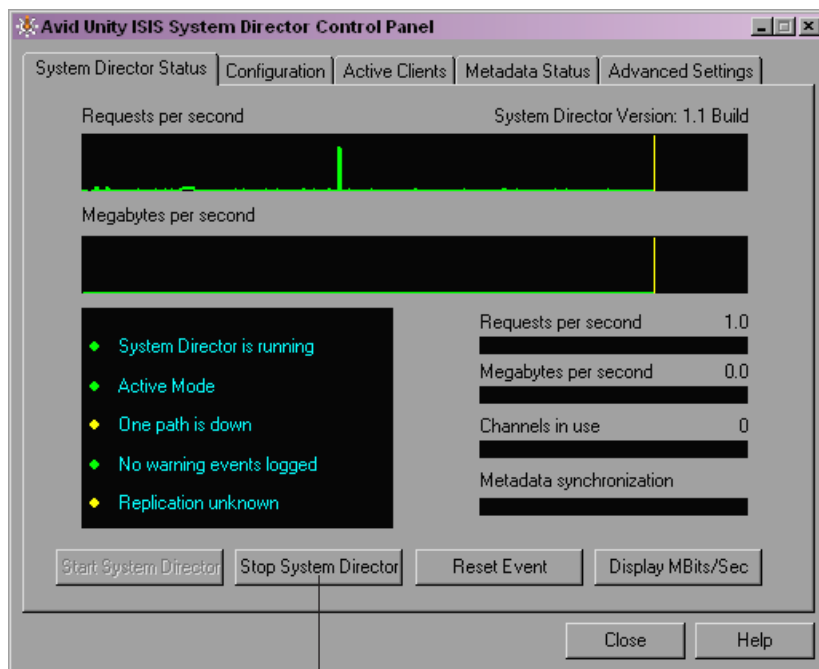 Avid Unity ISIS System Director Control Panel
System Director Status Configuration Active Clients Metadata Status Advanced Settings
Requests per second System Director Version: 1.1 Build
Megabytes per second
System Director is running
Active Mode
One path is down
No warning events logged
Replication unknown
Requests per second 1.0
Megabytes per second 0.0
Channels in use 0
Metadata synchronization
Start System Director Stop System Director Reset Event Display MBits/Sec
Close Help